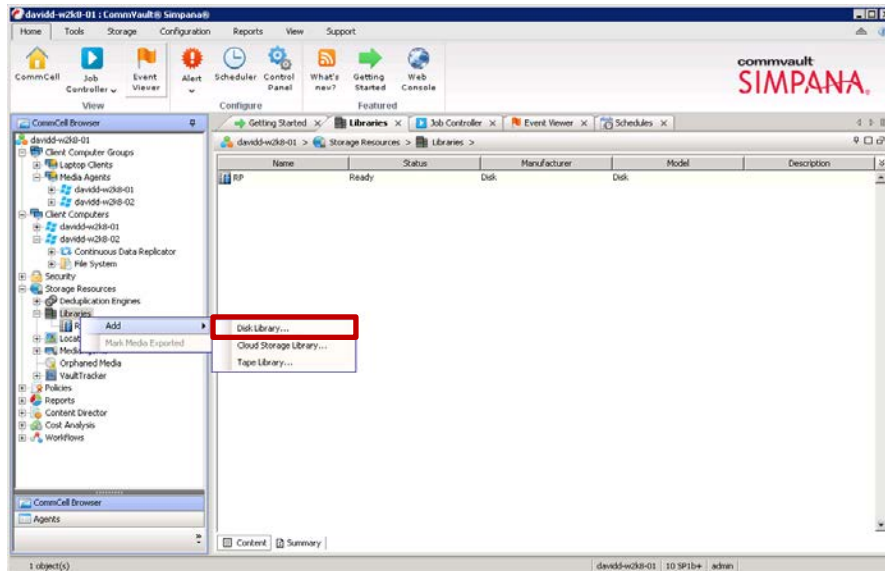 davidd-w2k8-01 : CommVault® Simpana®
Home Tools Storage Configuration Reports View Support
CommCell
Job Controller
Event Viewer
Alert
Scheduler
Control Panel
What's new?
Getting Started
Web Console
View Configure Featured
commvault
SIMPANA®
CommCell Browser
davidd-w2k8-01
Client Computer Groups
Laptop Clients
Media Agents
davidd-w2k8-01
davidd-w2k8-02
Client Computers
davidd-w2k8-01
davidd-w2k8-02
Continuous Data Replicator
File System
Security
Storage Resources
Deduplication Engines
Libraries
R
Locat
Orphaned Media
VaultTracker
Policies
Reports
Content Director
Cost Analysis
Workflows
CommCell Browser
Agents
Add
Mark Media Exported
Disk Library...
Cloud Storage Library...
Tape Library...
Getting Started Libraries Job Controller Event Viewer Schedules
davidd-w2k8-01 > Storage Resources > Libraries >
Name Status Manufacturer Model Description
RP Ready Disk Disk
Content Summary
1 object(s) davidd-w2k8-01 10 SP1b+ admin